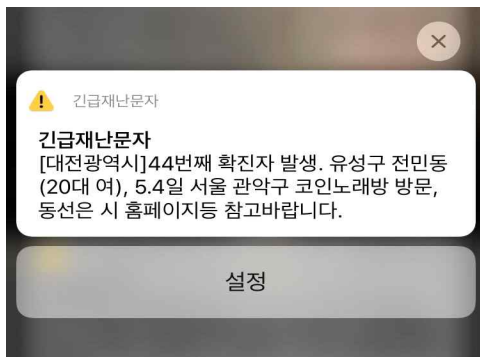 긴급재난문자
긴급재난문자
[대전광역시]44번째 확진자 발생. 유성구 전민동
(20대 여), 5.4일 서울 관악구 코인노래방 방문,
동선은 시 홈페이지등 참고바랍니다.
설정